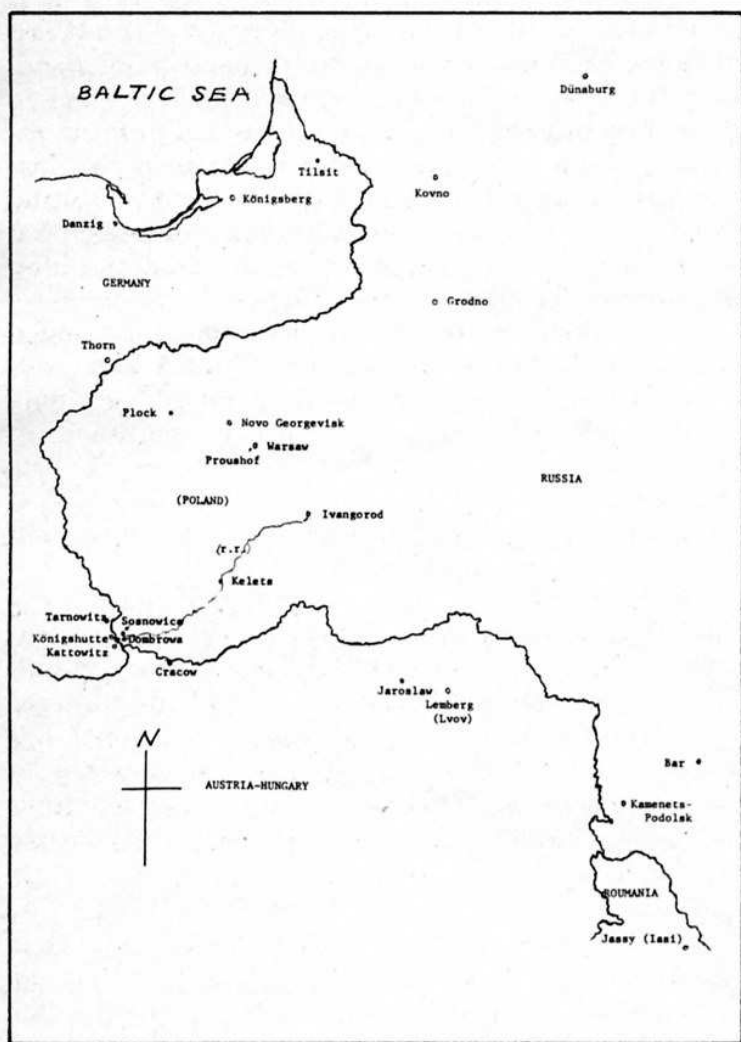 BALTIC SEA
Dünaburg
Tilsit
Kovno
Königsberg
Danzig
GERMANY
Grodno
Thorn
Plock
Novo Georgevisk
Warsaw
Proushof
RUSSIA
(POLAND)
Ivangorod
(r.r.)
Kelets
Tarnowitz
Sosnowice
Königshutte
Dombrowa
Kattowitz
Cracow
Jaroslaw
Lemberg
(Lvov)
N
Bar
AUSTRIA-HUNGARY
Kamenets-
Podolsk
ROUMANIA
Jassy (Iasi)